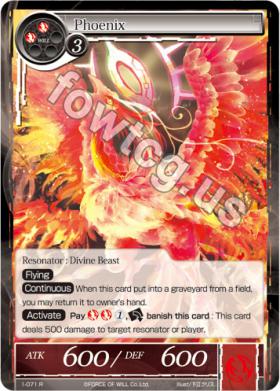 Phoenix
WILL
3
fowtcg.us
Resonator : Divine Beast
Flying
Continuous When this card put into a graveyard from a field,
you may return it to owner's hand.
Activate Pay 1 banish this card : This card
deals 500 damage to target resonator or player.
ATK 600/ DEF 600
1-071 R ©FORCE OF WILL Co.,Ltd.